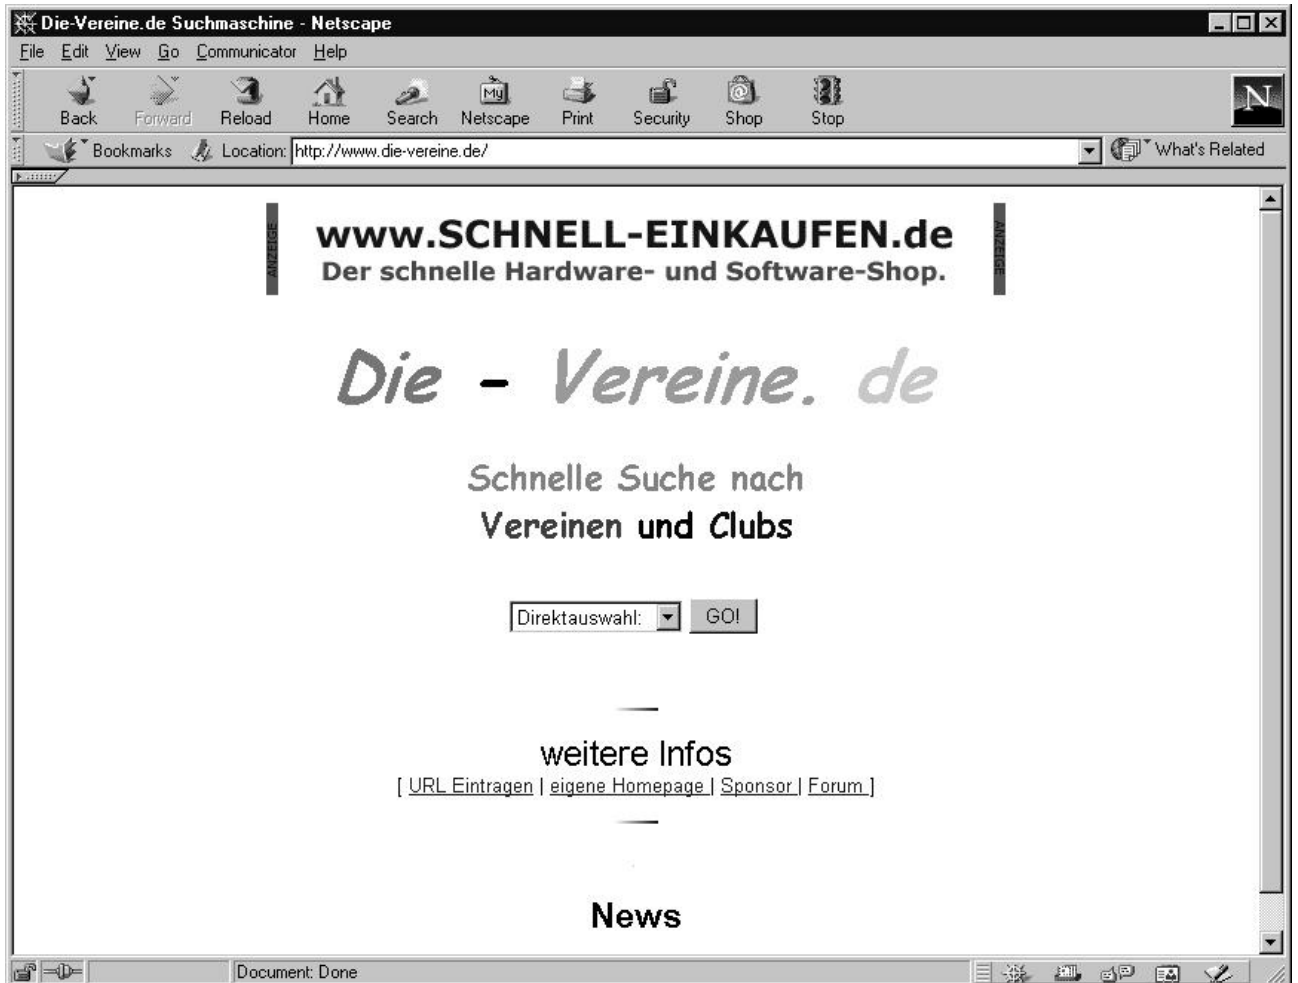 Die-Vereine.de Suchmaschine - Netscape
File Edit View Go Communicator Help
Back Forward Reload Home Search Netscape Print Security Shop Stop
My
N
Bookmarks Location: http://www.die-vereine.de/ What's Related
ANZEIGE
www.SCHNELL-EINKAUFEN.de
Der schnelle Hardware- und Software-Shop.
ANZEIGE
Die - Vereine. de
Schnelle Suche nach
Vereinen und Clubs
Direktauswahl: GO!
weitere Infos
[ URL Eintragen | eigene Homepage | Sponsor | Forum ]
News
Document: Done